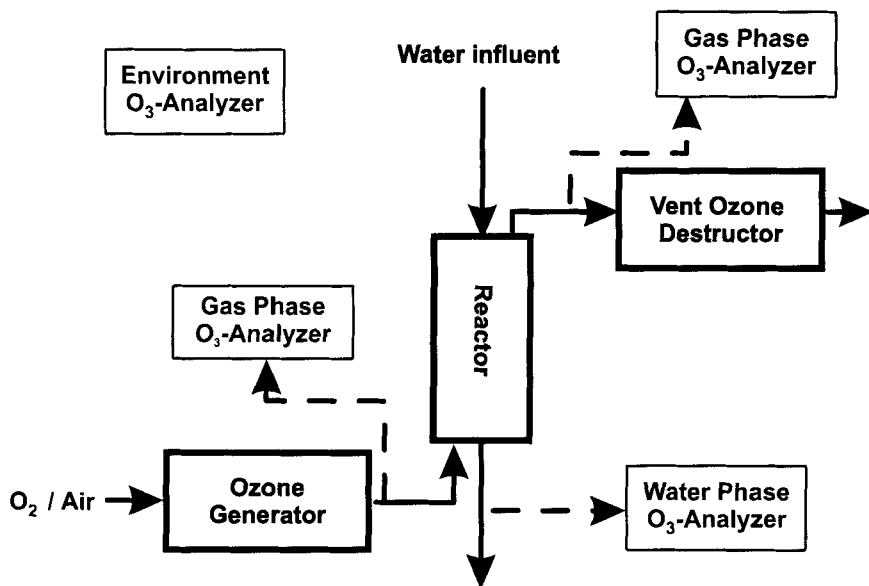 Environment
O₃-Analyzer
Water influent
Gas Phase
O₃-Analyzer
Vent Ozone
Destructor
Gas Phase
O₃-Analyzer
Reactor
O₂ / Air
Ozone
Generator
Water Phase
O₃-Analyzer